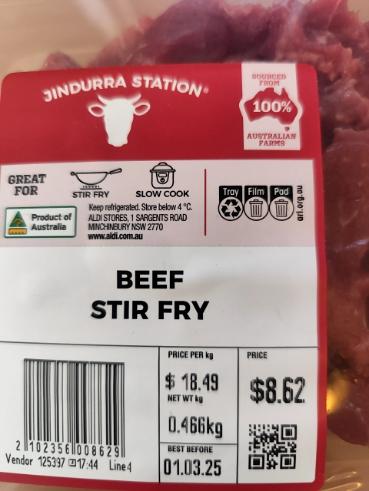 JINDURRA STATION®
SOURCED
FROM
100%
AUSTRALIAN
FARMS
GREAT
FOR
STIR FRY
SLOW COOK
Product of
Australia
Keep refrigerated. Store below 4 °C.
ALDI STORES, 1 SARGENTS ROAD
MINCHINBURY NSW 2770
www.aldi.com.au
Tray Film Pad
arl.org.au
BEEF
STIR FRY
PRICE PER kg
$ 18.49
NET WT kg
0.466kg
BEST BEFORE
01.03.25
PRICE
$8.62
2 102356 008629
Vendor 125397 17:44 Line 4